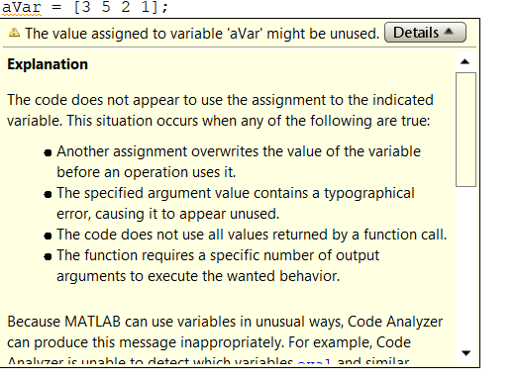 aVar = [3 5 2 1];
The value assigned to variable 'aVar' might be unused. Details
Explanation
The code does not appear to use the assignment to the indicated
variable. This situation occurs when any of the following are true:
Another assignment overwrites the value of the variable
before an operation uses it.
The specified argument value contains a typographical
error, causing it to appear unused.
The code does not use all values returned by a function call.
The function requires a specific number of output
arguments to execute the wanted behavior.
Because MATLAB can use variables in unusual ways, Code Analyzer
can produce this message inappropriately. For example, Code
Analyzer is unable to detect which variables eval and similar